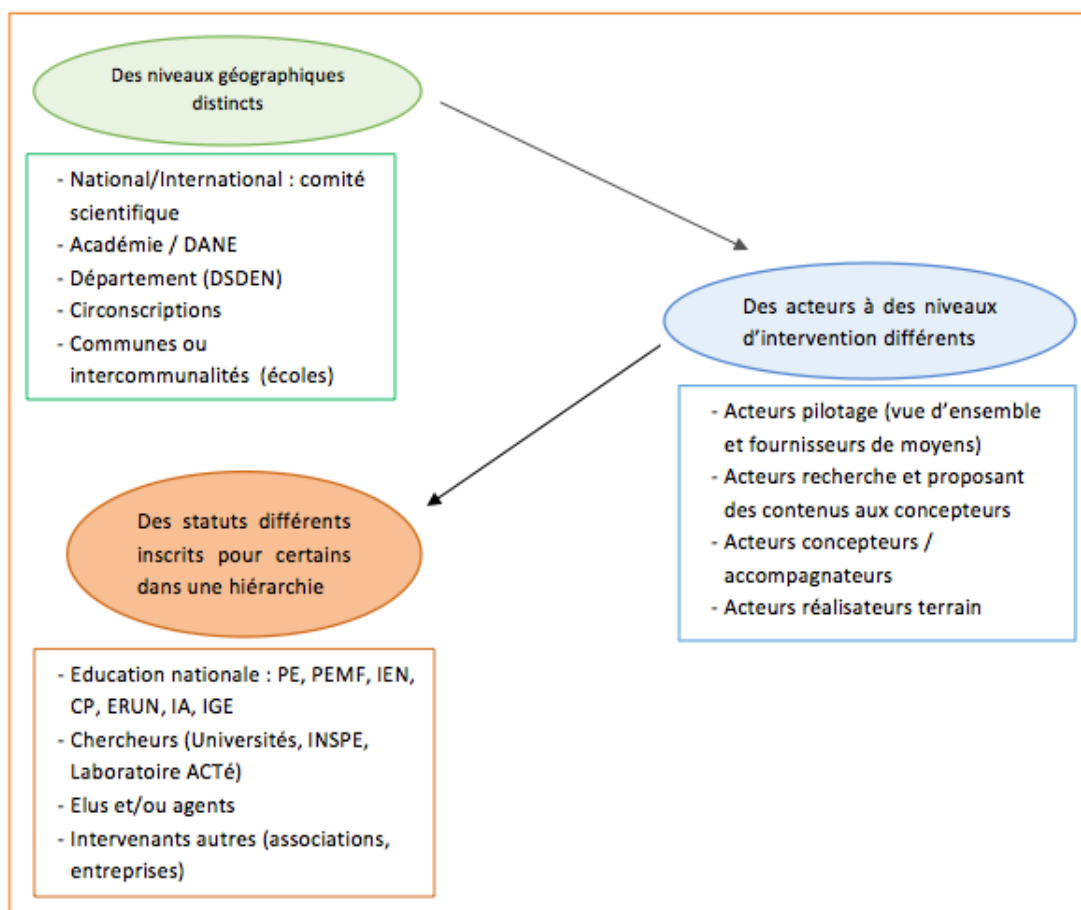 Des niveaux géographiques
distincts
- National/International : comité
scientifique
- Académie / DANE
- Département (DSDEN)
- Circonscriptions
- Communes ou
intercommunalités (écoles)
Des acteurs à des niveaux
d’intervention différents
- Acteurs pilotage (vue d’ensemble
et fournisseurs de moyens)
- Acteurs recherche et proposant
des contenus aux concepteurs
- Acteurs concepteurs /
accompagnateurs
- Acteurs réalisateurs terrain
Des statuts différents
inscrits pour certains
dans une hiérarchie
- Education nationale : PE, PEMF, IEN,
CP, ERUN, IA, IGE
- Chercheurs (Universités, INSPE,
Laboratoire ACTé)
- Elus et/ou agents
- Intervenants autres (associations,
entreprises)